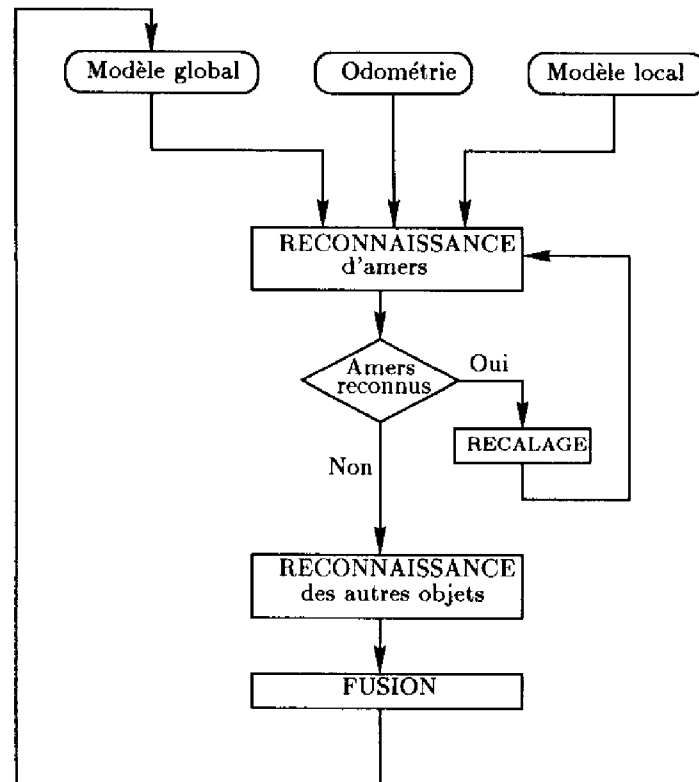 Modèle global
Odométrie
Modèle local
RECONNAISSANCE
d'amers
Amers
reconnus
Oui
RECALAGE
Non
RECONNAISSANCE
des autres objets
FUSION